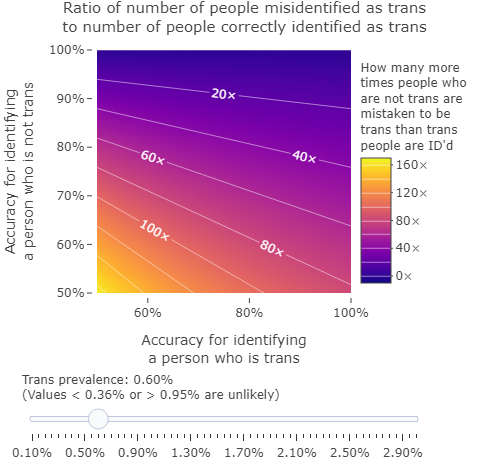 Ratio of number of people misidentified as trans
to number of people correctly identified as trans
100%
90%
80%
70%
60%
50%
Accuracy for identifying
a person who is not trans
20×
40×
60×
80×
100×
60%
80%
100%
Accuracy for identifying
a person who is trans
How many more
times people who
are not trans are
mistaken to be
trans than trans
people are ID'd
160×
120×
80×
40×
0×
Trans prevalence: 0.60%
(Values < 0.36% or > 0.95% are unlikely)
0.10% 0.50% 0.90% 1.30% 1.70% 2.10% 2.50% 2.90%